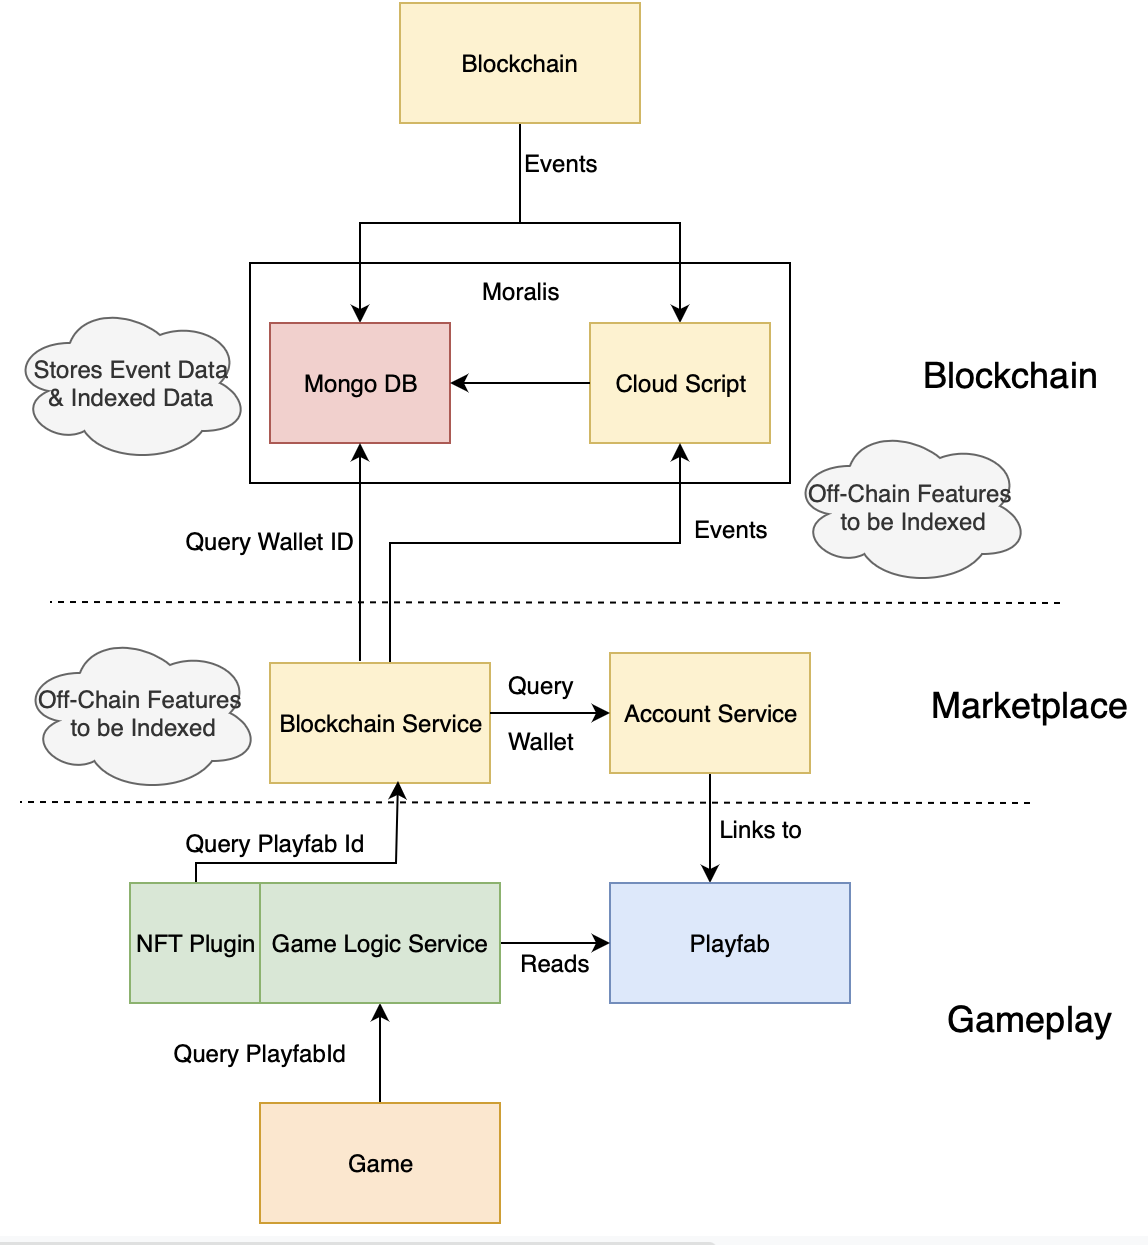 Blockchain
Events
Moralis
Stores Event Data
& Indexed Data
Mongo DB
Cloud Script
Blockchain
Off-Chain Features
to be Indexed
Query Wallet ID
Events
Off-Chain Features
to be Indexed
Blockchain Service
Query
Wallet
Account Service
Marketplace
Query Playfab Id
Links to
NFT Plugin
Game Logic Service
Reads
Playfab
Gameplay
Query PlayfabId
Game